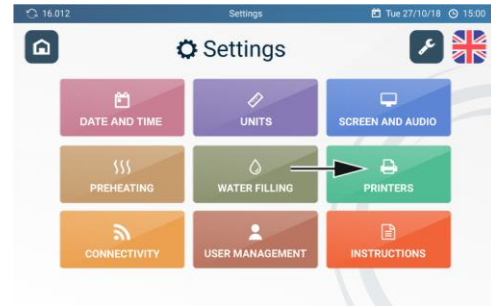 16.012 Settings Tue 27/10/18 15:00
Settings
DATE AND TIME UNITS SCREEN AND AUDIO
PREHEATING WATER FILLING PRINTERS
CONNECTIVITY USER MANAGEMENT INSTRUCTIONS